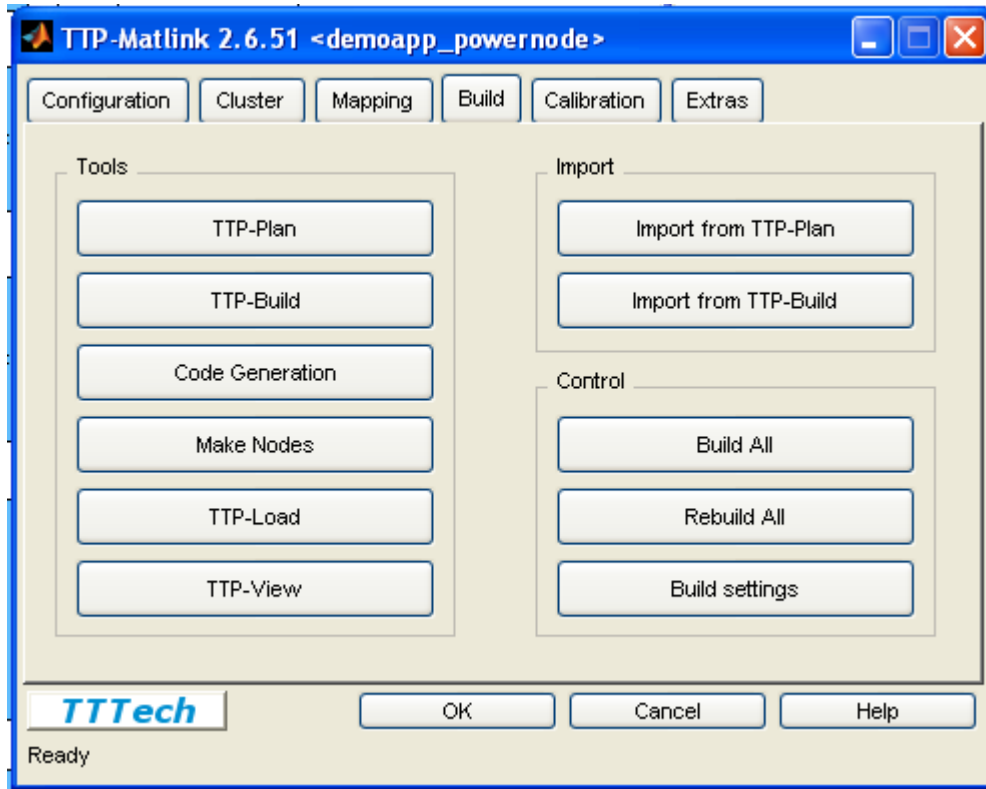 TTP-Matlink 2.6.51 <demoapp_powernode>
Configuration Cluster Mapping Build Calibration Extras
Tools
TTP-Plan
TTP-Build
Code Generation
Make Nodes
TTP-Load
TTP-View
Import
Import from TTP-Plan
Import from TTP-Build
Control
Build All
Rebuild All
Build settings
TTTech
OK Cancel Help
Ready